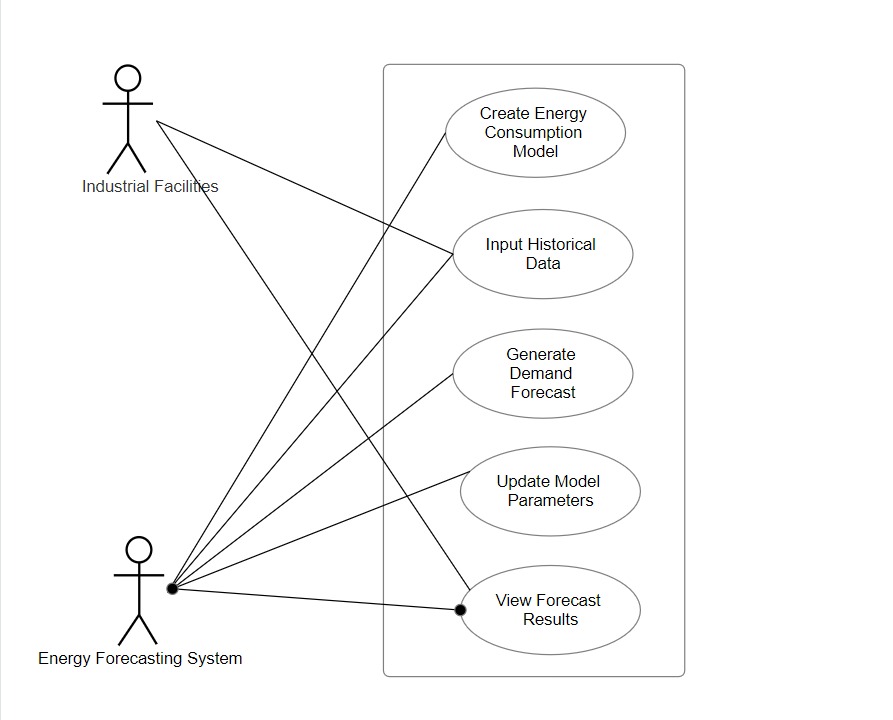 Create Energy
Consumption
Model
Industrial Facilities
Input Historical
Data
Generate
Demand
Forecast
Update Model
Parameters
View Forecast
Results
Energy Forecasting System